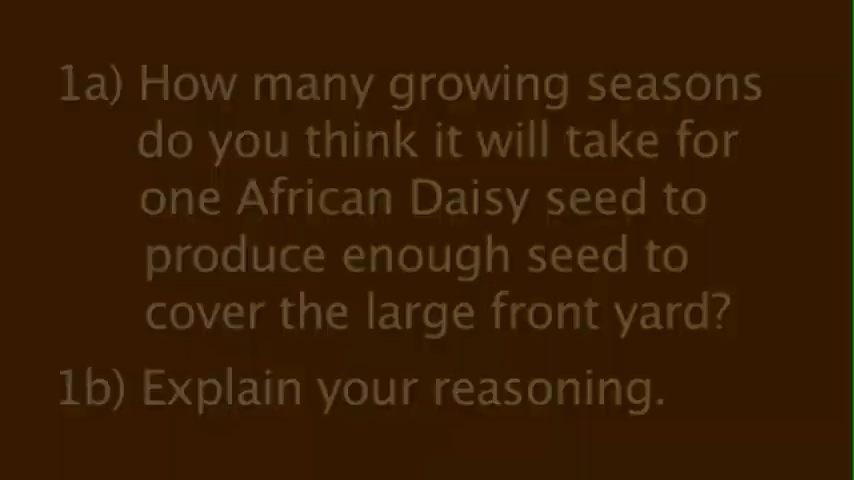 1a) How many growing seasons
do you think it will take for
one African Daisy seed to
produce enough seed to
cover the large front yard?
1b) Explain your reasoning.